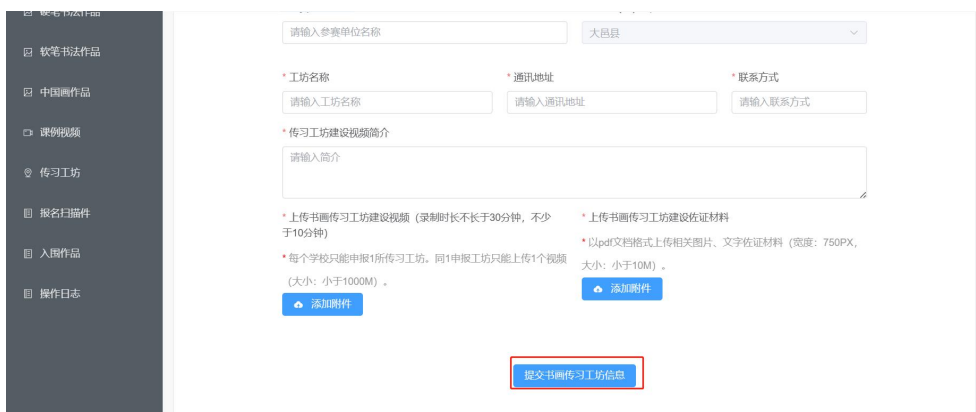 硬笔书法作品
软笔书法作品
中国画作品
课例视频
传习工坊
报名扫描件
入围作品
操作日志
请输入参赛单位名称
大邑县
* 工坊名称
* 通讯地址
* 联系方式
请输入工坊名称
请输入通讯地址
请输入联系方式
* 传习工坊建设视频简介
请输入简介
* 上传书画传习工坊建设视频（录制时长不长于30分钟，不少
于10分钟）
* 每个学校只能申报1所传习工坊。同1申报工坊只能上传1个视频
（大小：小于1000M）。
添加附件
* 上传书画传习工坊建设佐证材料
* 以pdf文档格式上传相关图片、文字佐证材料（宽度：750PX，
大小：小于10M）。
添加附件
提交书画传习工坊信息